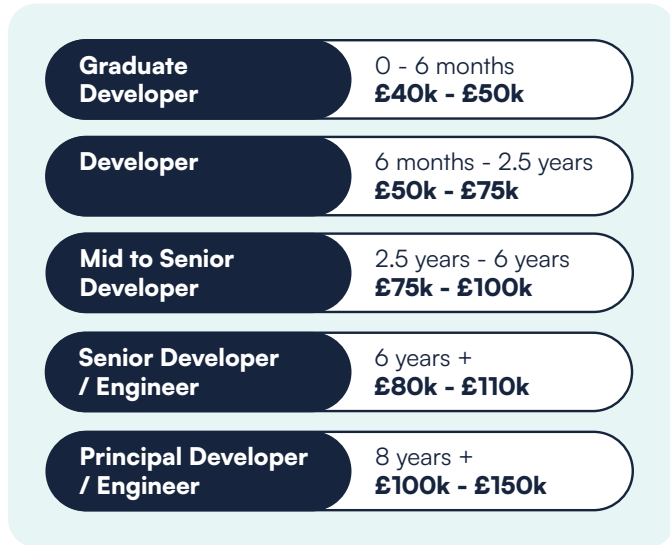 Graduate
Developer
0 - 6 months
£40k - £50k
Developer
6 months - 2.5 years
£50k - £75k
Mid to Senior
Developer
2.5 years - 6 years
£75k - £100k
Senior Developer
/ Engineer
6 years +
£80k - £110k
Principal Developer
/ Engineer
8 years +
£100k - £150k